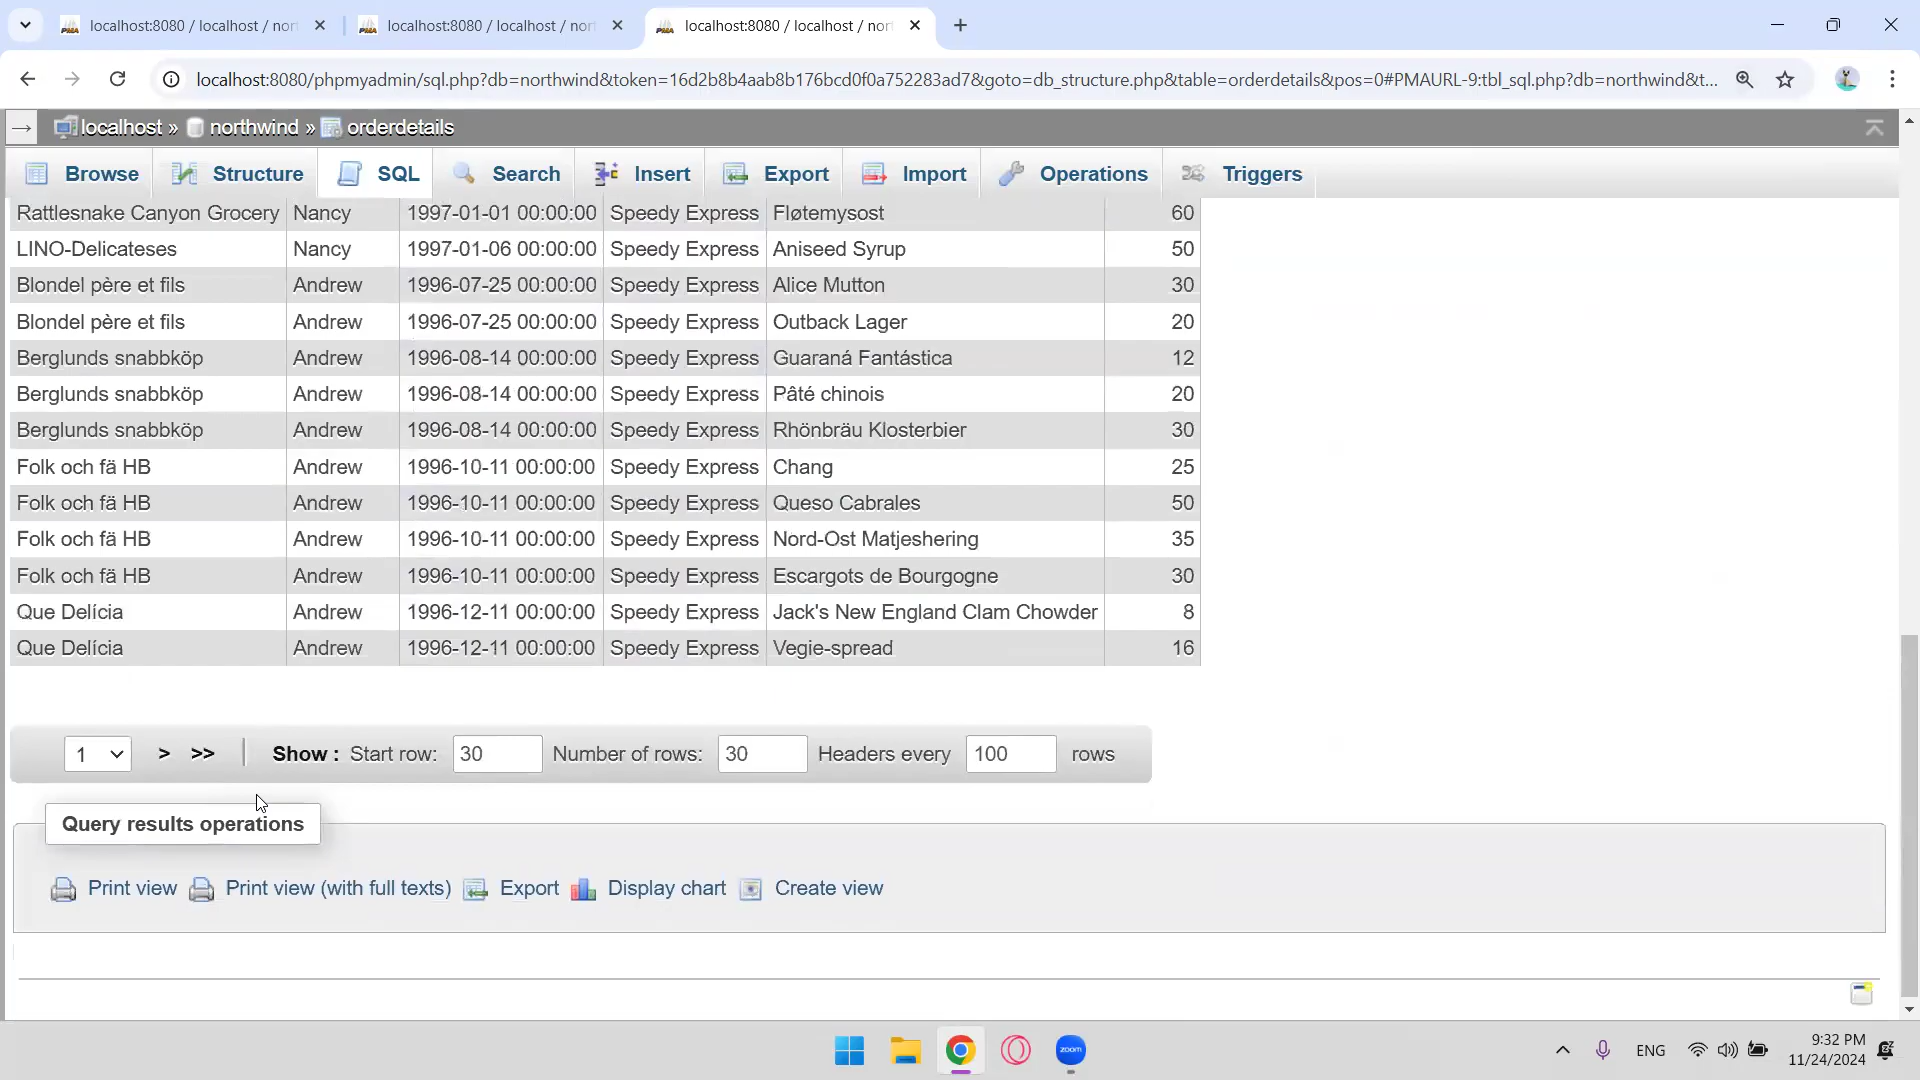 localhost:8080 / localhost / nor
localhost:8080 / localhost / nor
localhost:8080 / localhost / nor
localhost:8080/phpmyadmin/sql.php?db=northwind&token=16d2b8b4aab8b176bcd0f0a752283ad7&goto=db_structure.php&table=orderdetails&pos=0#PMAURL-9:tbl_sql.php?db=northwind&t...
localhost » northwind » orderdetails
Browse Structure SQL Search Insert Export Import Operations Triggers
Rattlesnake Canyon Grocery Nancy 1997-01-01 00:00:00 Speedy Express Fløtemysost 60
LINO-Delicateses Nancy 1997-01-06 00:00:00 Speedy Express Aniseed Syrup 50
Blondel père et fils Andrew 1996-07-25 00:00:00 Speedy Express Alice Mutton 30
Blondel père et fils Andrew 1996-07-25 00:00:00 Speedy Express Outback Lager 20
Berglunds snabbköp Andrew 1996-08-14 00:00:00 Speedy Express Guaraná Fantástica 12
Berglunds snabbköp Andrew 1996-08-14 00:00:00 Speedy Express Pâté chinois 20
Berglunds snabbköp Andrew 1996-08-14 00:00:00 Speedy Express Rhönbräu Klosterbier 30
Folk och fä HB Andrew 1996-10-11 00:00:00 Speedy Express Chang 25
Folk och fä HB Andrew 1996-10-11 00:00:00 Speedy Express Queso Cabrales 50
Folk och fä HB Andrew 1996-10-11 00:00:00 Speedy Express Nord-Ost Matjeshering 35
Folk och fä HB Andrew 1996-10-11 00:00:00 Speedy Express Escargots de Bourgogne 30
Que Delícia Andrew 1996-12-11 00:00:00 Speedy Express Jack's New England Clam Chowder 8
Que Delícia Andrew 1996-12-11 00:00:00 Speedy Express Vegie-spread 16
1 > >> Show : Start row: 30 Number of rows: 30 Headers every 100 rows
Query results operations
Print view Print view (with full texts) Export Display chart Create view
zoom ENG 9:32 PM
11/24/2024